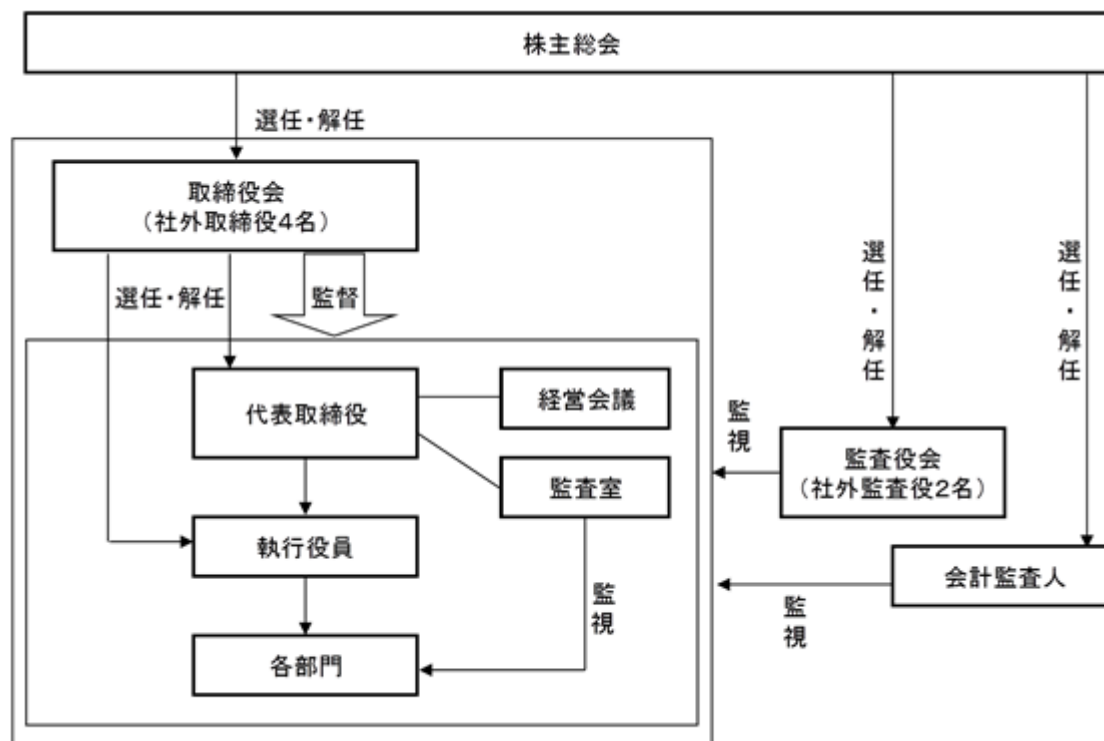 株主総会
選任・解任
取締役会
（社外取締役4名）
選任・解任
監督
選任・解任
選任・解任
代表取締役
経営会議
監視
監査役会
（社外監査役2名）
監査室
執行役員
会計監査人
監視
監視
各部門